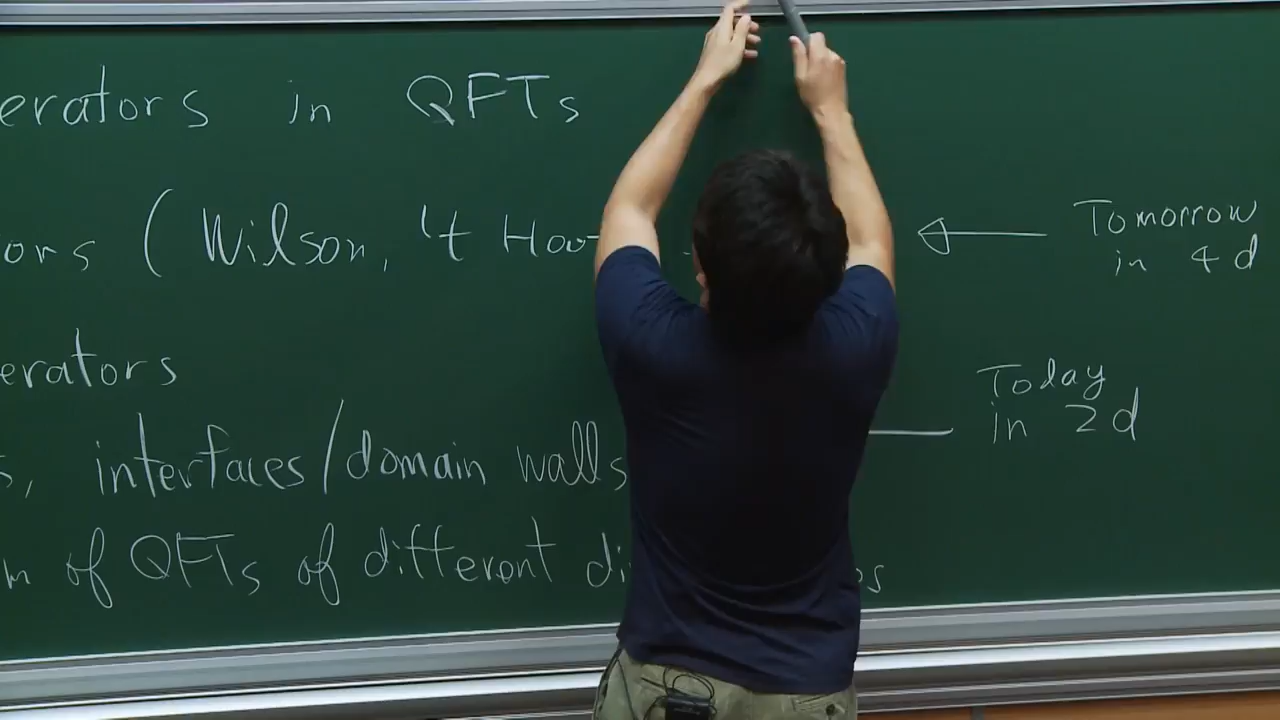 erators in QFTs
ors ( Wilson, 't Hoo
Tomorrow
in 4d
erators
Today
in 2d
s, interfaces/domain walls
m of QFTs of different di s